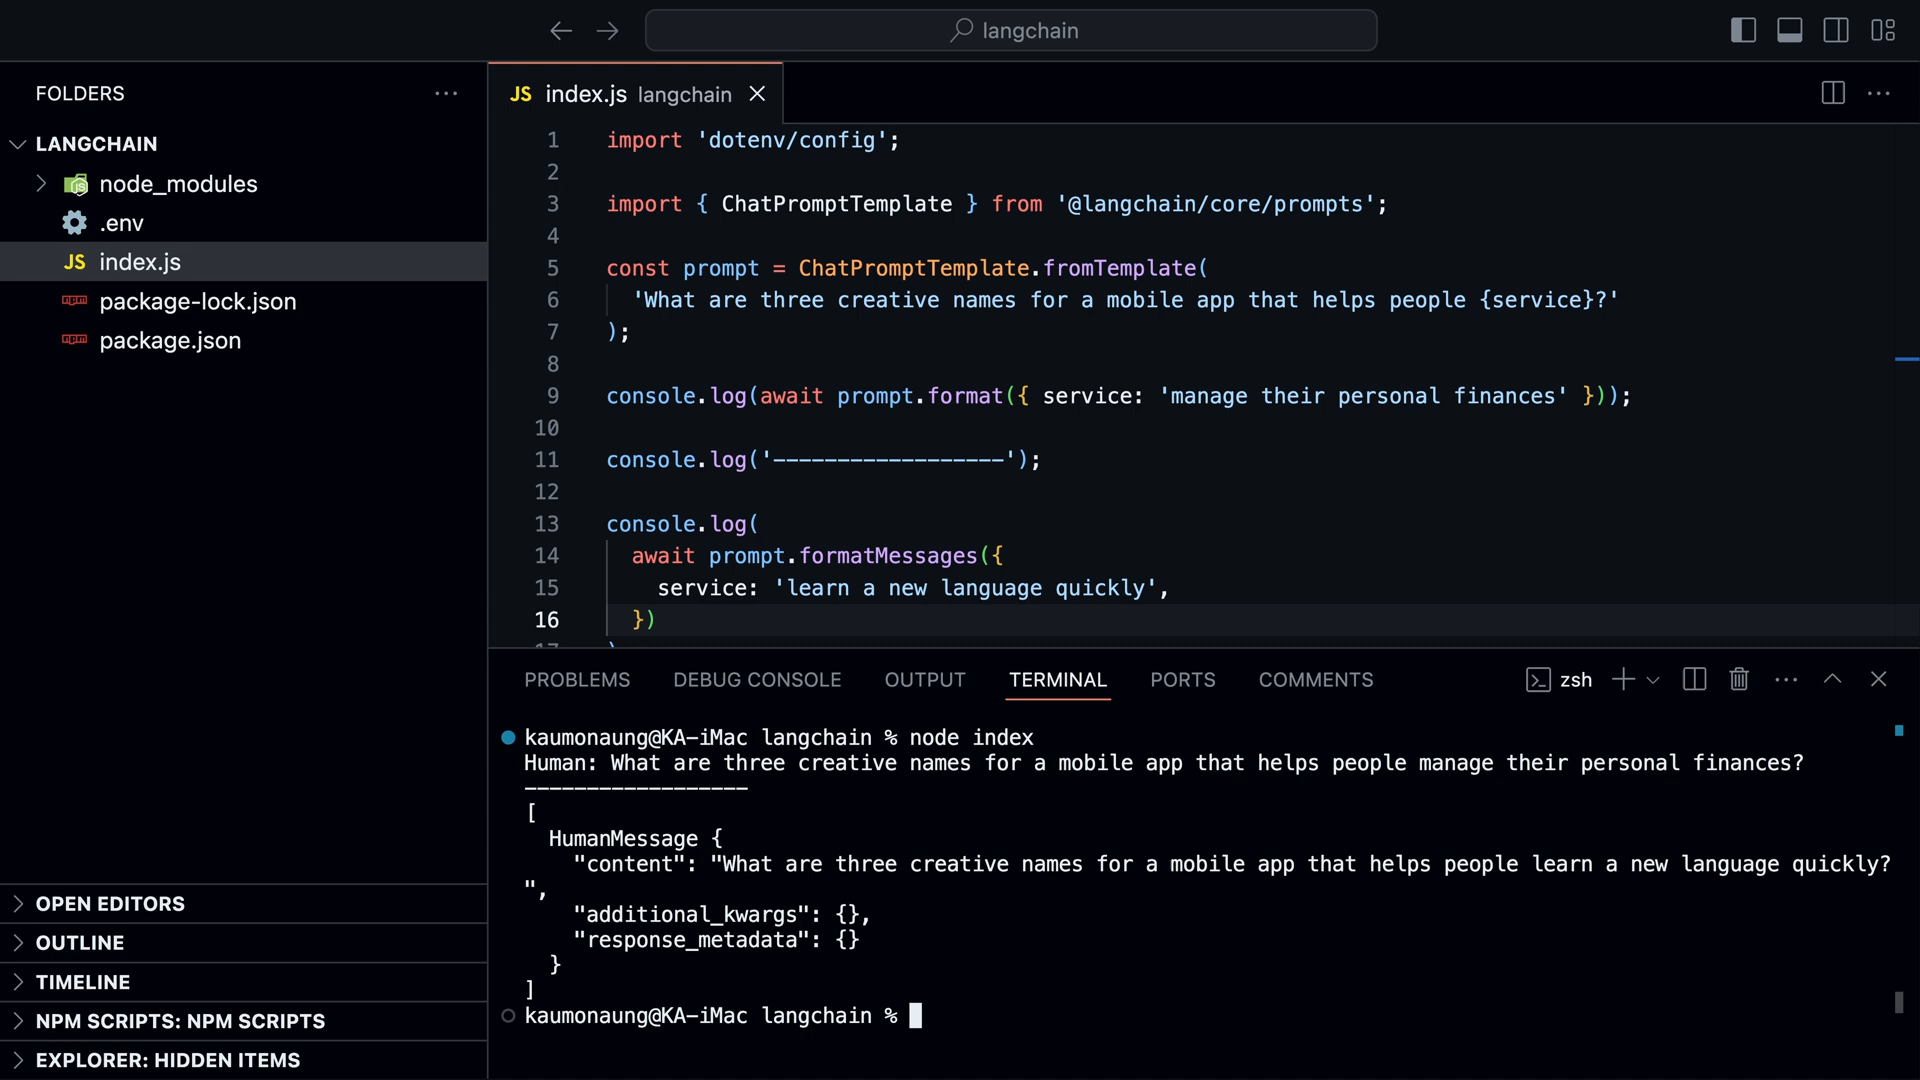 langchain
FOLDERS
LANGCHAIN
node_modules
.env
JS index.js
package-lock.json
package.json
OPEN EDITORS
OUTLINE
TIMELINE
NPM SCRIPTS: NPM SCRIPTS
EXPLORER: HIDDEN ITEMS
JS index.js langchain
1 import 'dotenv/config';
2
3 import { ChatPromptTemplate } from '@langchain/core/prompts';
4
5 const prompt = ChatPromptTemplate.fromTemplate(
6 'What are three creative names for a mobile app that helps people {service}?'
7 );
8
9 console.log(await prompt.format({ service: 'manage their personal finances' }));
10
11 console.log('------------------');
12
13 console.log(
14 await prompt.formatMessages({
15 service: 'learn a new language quickly',
16 })
17 )
PROBLEMS DEBUG CONSOLE OUTPUT TERMINAL PORTS COMMENTS zsh
kaumonaung@KA-iMac langchain % node index
Human: What are three creative names for a mobile app that helps people manage their personal finances?
------------------
[
HumanMessage {
"content": "What are three creative names for a mobile app that helps people learn a new language quickly?
",
"additional_kwargs": {},
"response_metadata": {}
}
]
kaumonaung@KA-iMac langchain %